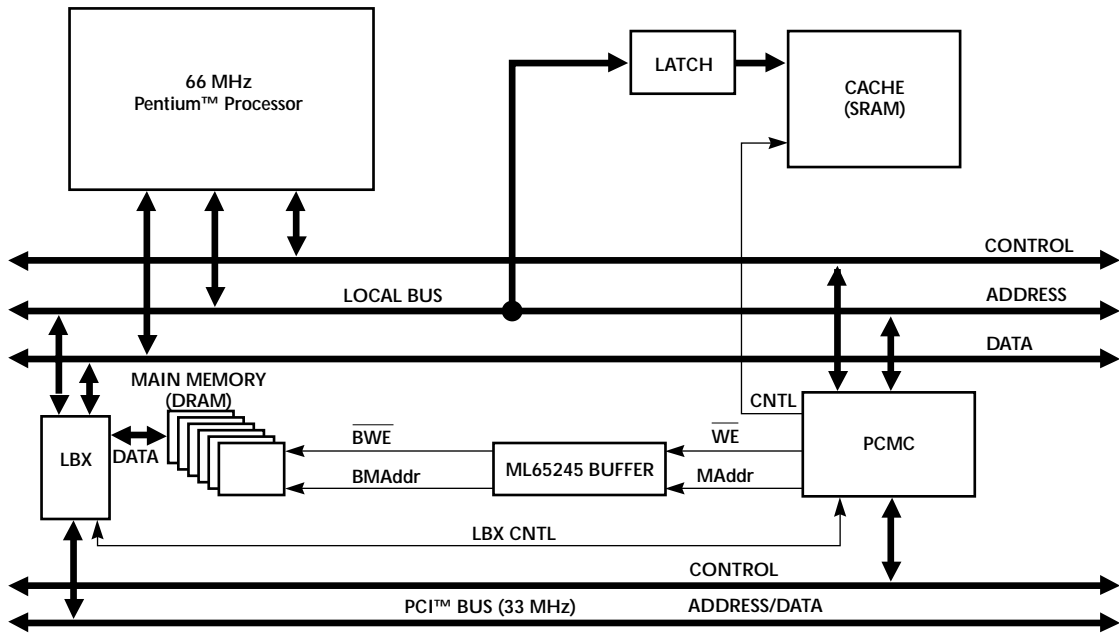 66 MHz
Pentium™ Processor
LATCH
CACHE
(SRAM)
CONTROL
LOCAL BUS
ADDRESS
DATA
MAIN MEMORY
(DRAM)
CNTL
LBX
DATA
BWE
ML65245 BUFFER
WE
PCMC
BMAddr
MAddr
LBX CNTL
CONTROL
PCI™ BUS (33 MHz)
ADDRESS/DATA